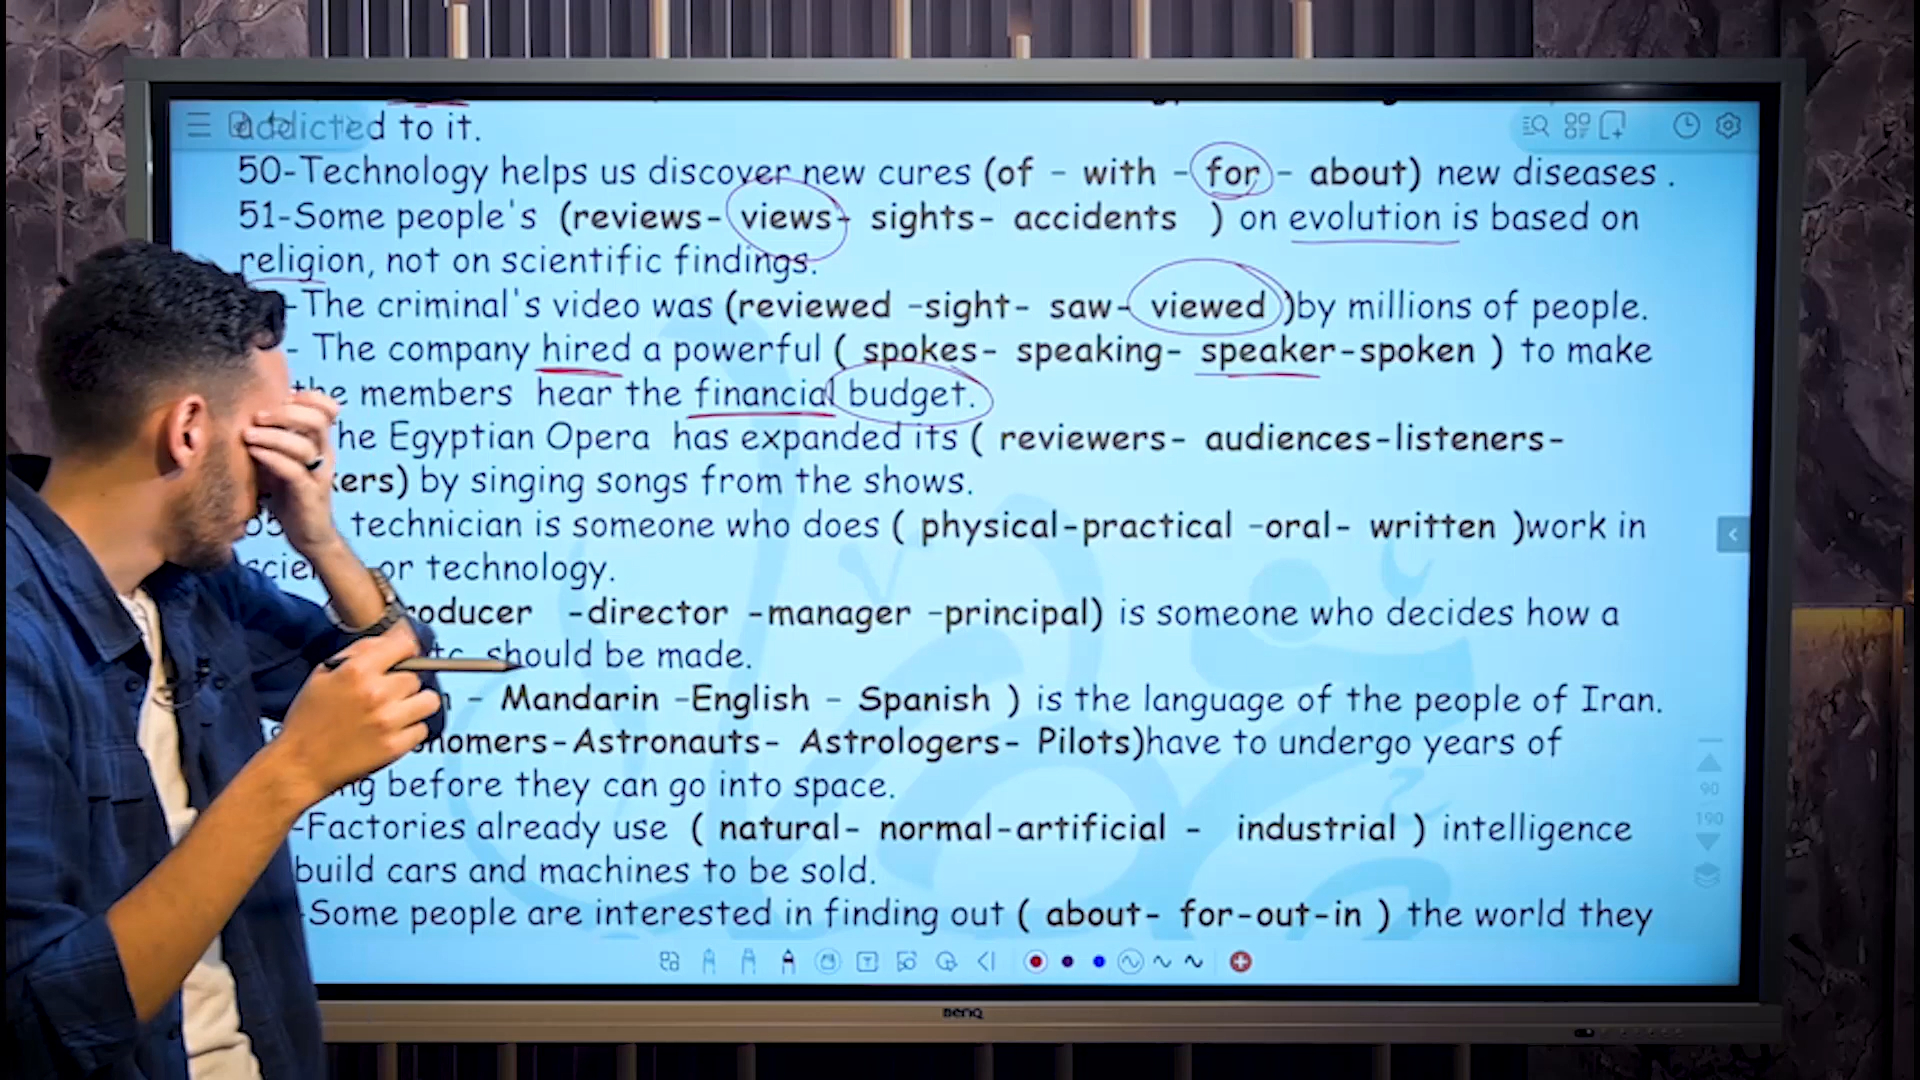 addicted to it.
50-Technology helps us discover new cures (of - with - for - about) new diseases .
51-Some people's (reviews- views- sights- accidents ) on evolution is based on
religion, not on scientific findings.
-The criminal's video was (reviewed -sight- saw- viewed )by millions of people.
- The company hired a powerful ( spokes- speaking- speaker-spoken ) to make
the members hear the financial budget.
The Egyptian Opera has expanded its ( reviewers- audiences-listeners-
kers) by singing songs from the shows.
technician is someone who does ( physical-practical -oral- written )work in
or technology.
roducer -director -manager -principal) is someone who decides how a
tc should be made.
- Mandarin -English - Spanish ) is the language of the people of Iran.
nomers-Astronauts- Astrologers- Pilots)have to undergo years of
ng before they can go into space.
-Factories already use ( natural- normal-artificial - industrial ) intelligence
build cars and machines to be sold.
-Some people are interested in finding out ( about- for-out-in ) the world they
90
190
BenQ